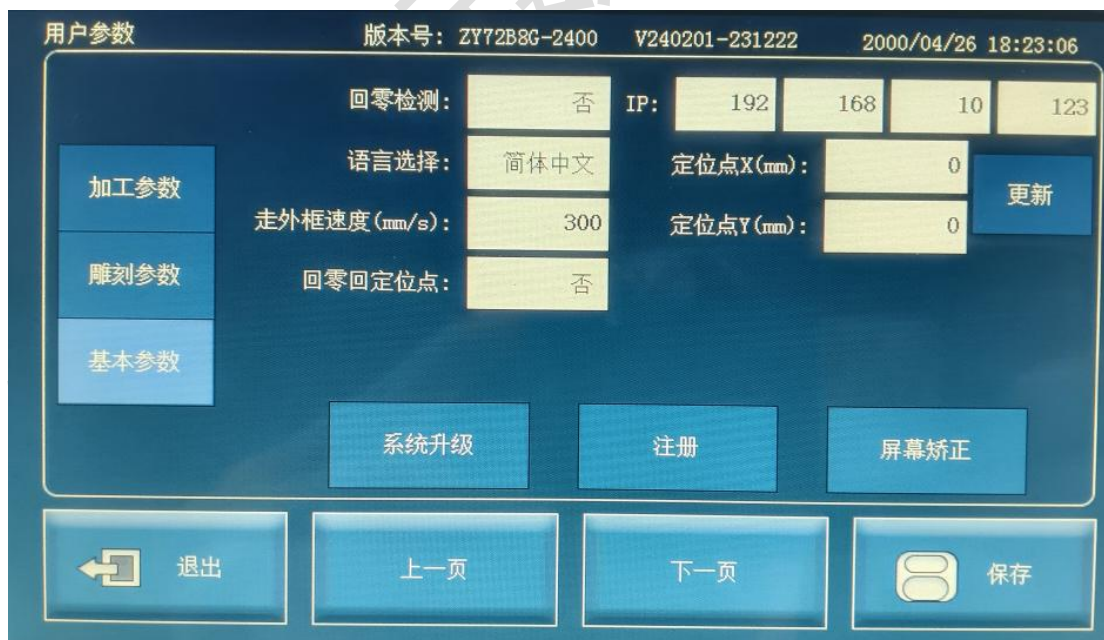 用户参数 版本号: ZY72B8G-2400 V240201-231222 2000/04/26 18:23:06
回零检测: 否 IP: 192 168 10 123
语言选择: 简体中文 定位点X(mm): 0
加工参数 更新
走外框速度(mm/s): 300 定位点Y(mm): 0
雕刻参数 回零回定位点: 否
基本参数
系统升级 注册 屏幕矫正
退出 上一页 下一页 保存